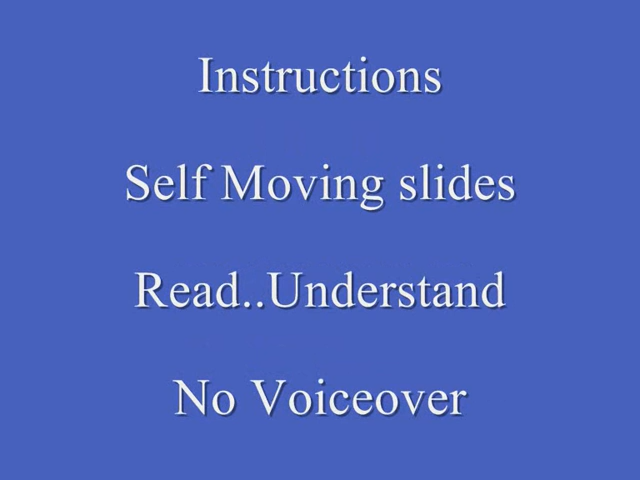 Instructions
Self Moving slides
Read..Understand
No Voiceover